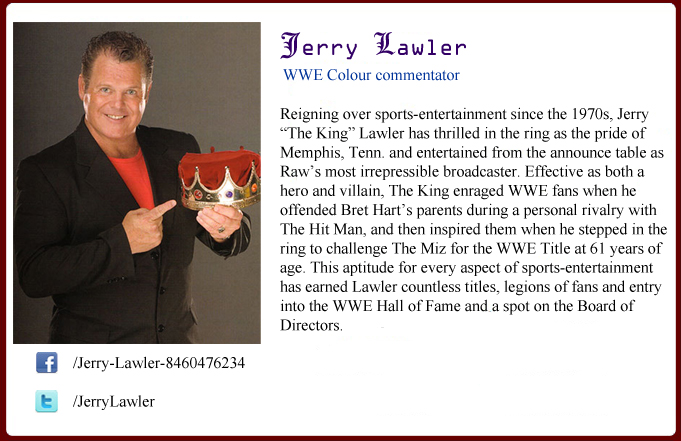 Jerry Lawler
WWE Colour commentator
Reigning over sports-entertainment since the 1970s, Jerry
“The King” Lawler has thrilled in the ring as the pride of
Memphis, Tenn. and entertained from the announce table as
Raw’s most irrepressible broadcaster. Effective as both a
hero and villain, The King enraged WWE fans when he
offended Bret Hart’s parents during a personal rivalry with
The Hit Man, and then inspired them when he stepped in the
ring to challenge The Miz for the WWE Title at 61 years of
age. This aptitude for every aspect of sports-entertainment
has earned Lawler countless titles, legions of fans and entry
into the WWE Hall of Fame and a spot on the Board of
Directors.
/Jerry-Lawler-8460476234
/JerryLawler